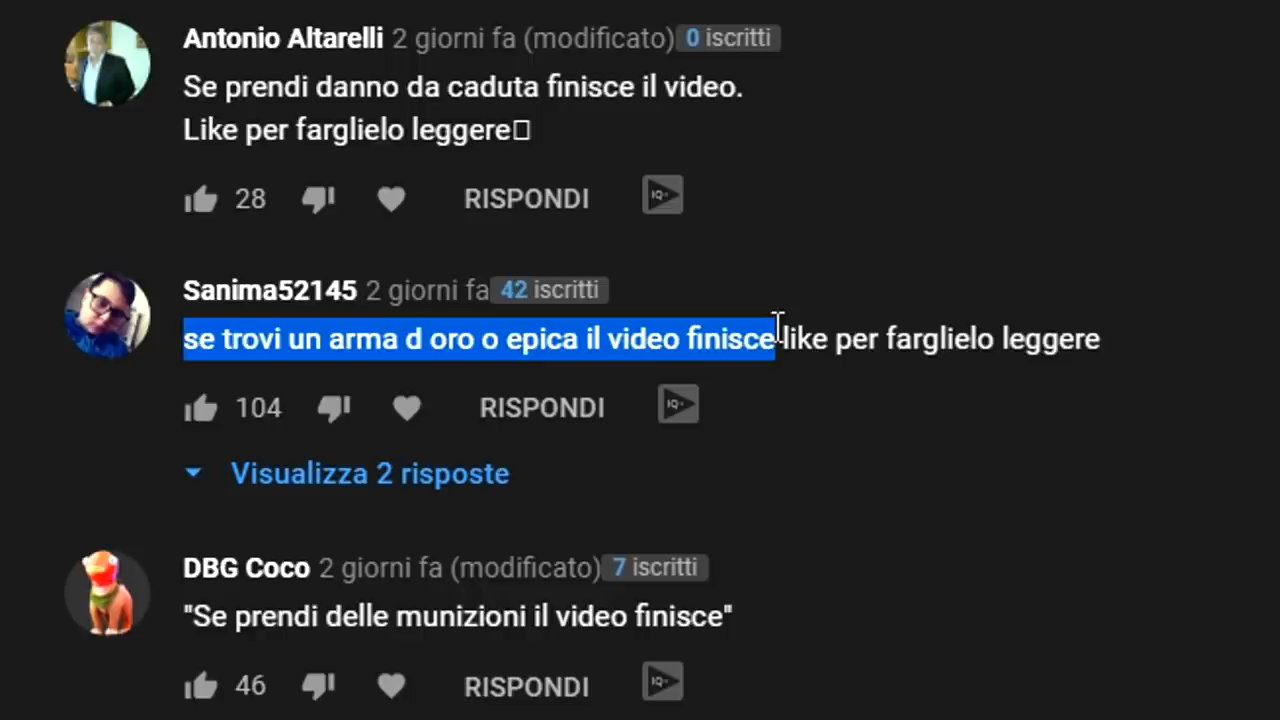 Antonio Altarelli 2 giorni fa (modificato) 0 iscritti
Se prendi danno da caduta finisce il video.
Like per farglielo leggere▯
28 RISPONDI IQ
Sanima52145 2 giorni fa 42 iscritti
se trovi un arma d oro o epica il video finisce like per farglielo leggere
104 RISPONDI IQ
Visualizza 2 risposte
DBG Coco 2 giorni fa (modificato) 7 iscritti
"Se prendi delle munizioni il video finisce"
46 RISPONDI IQ